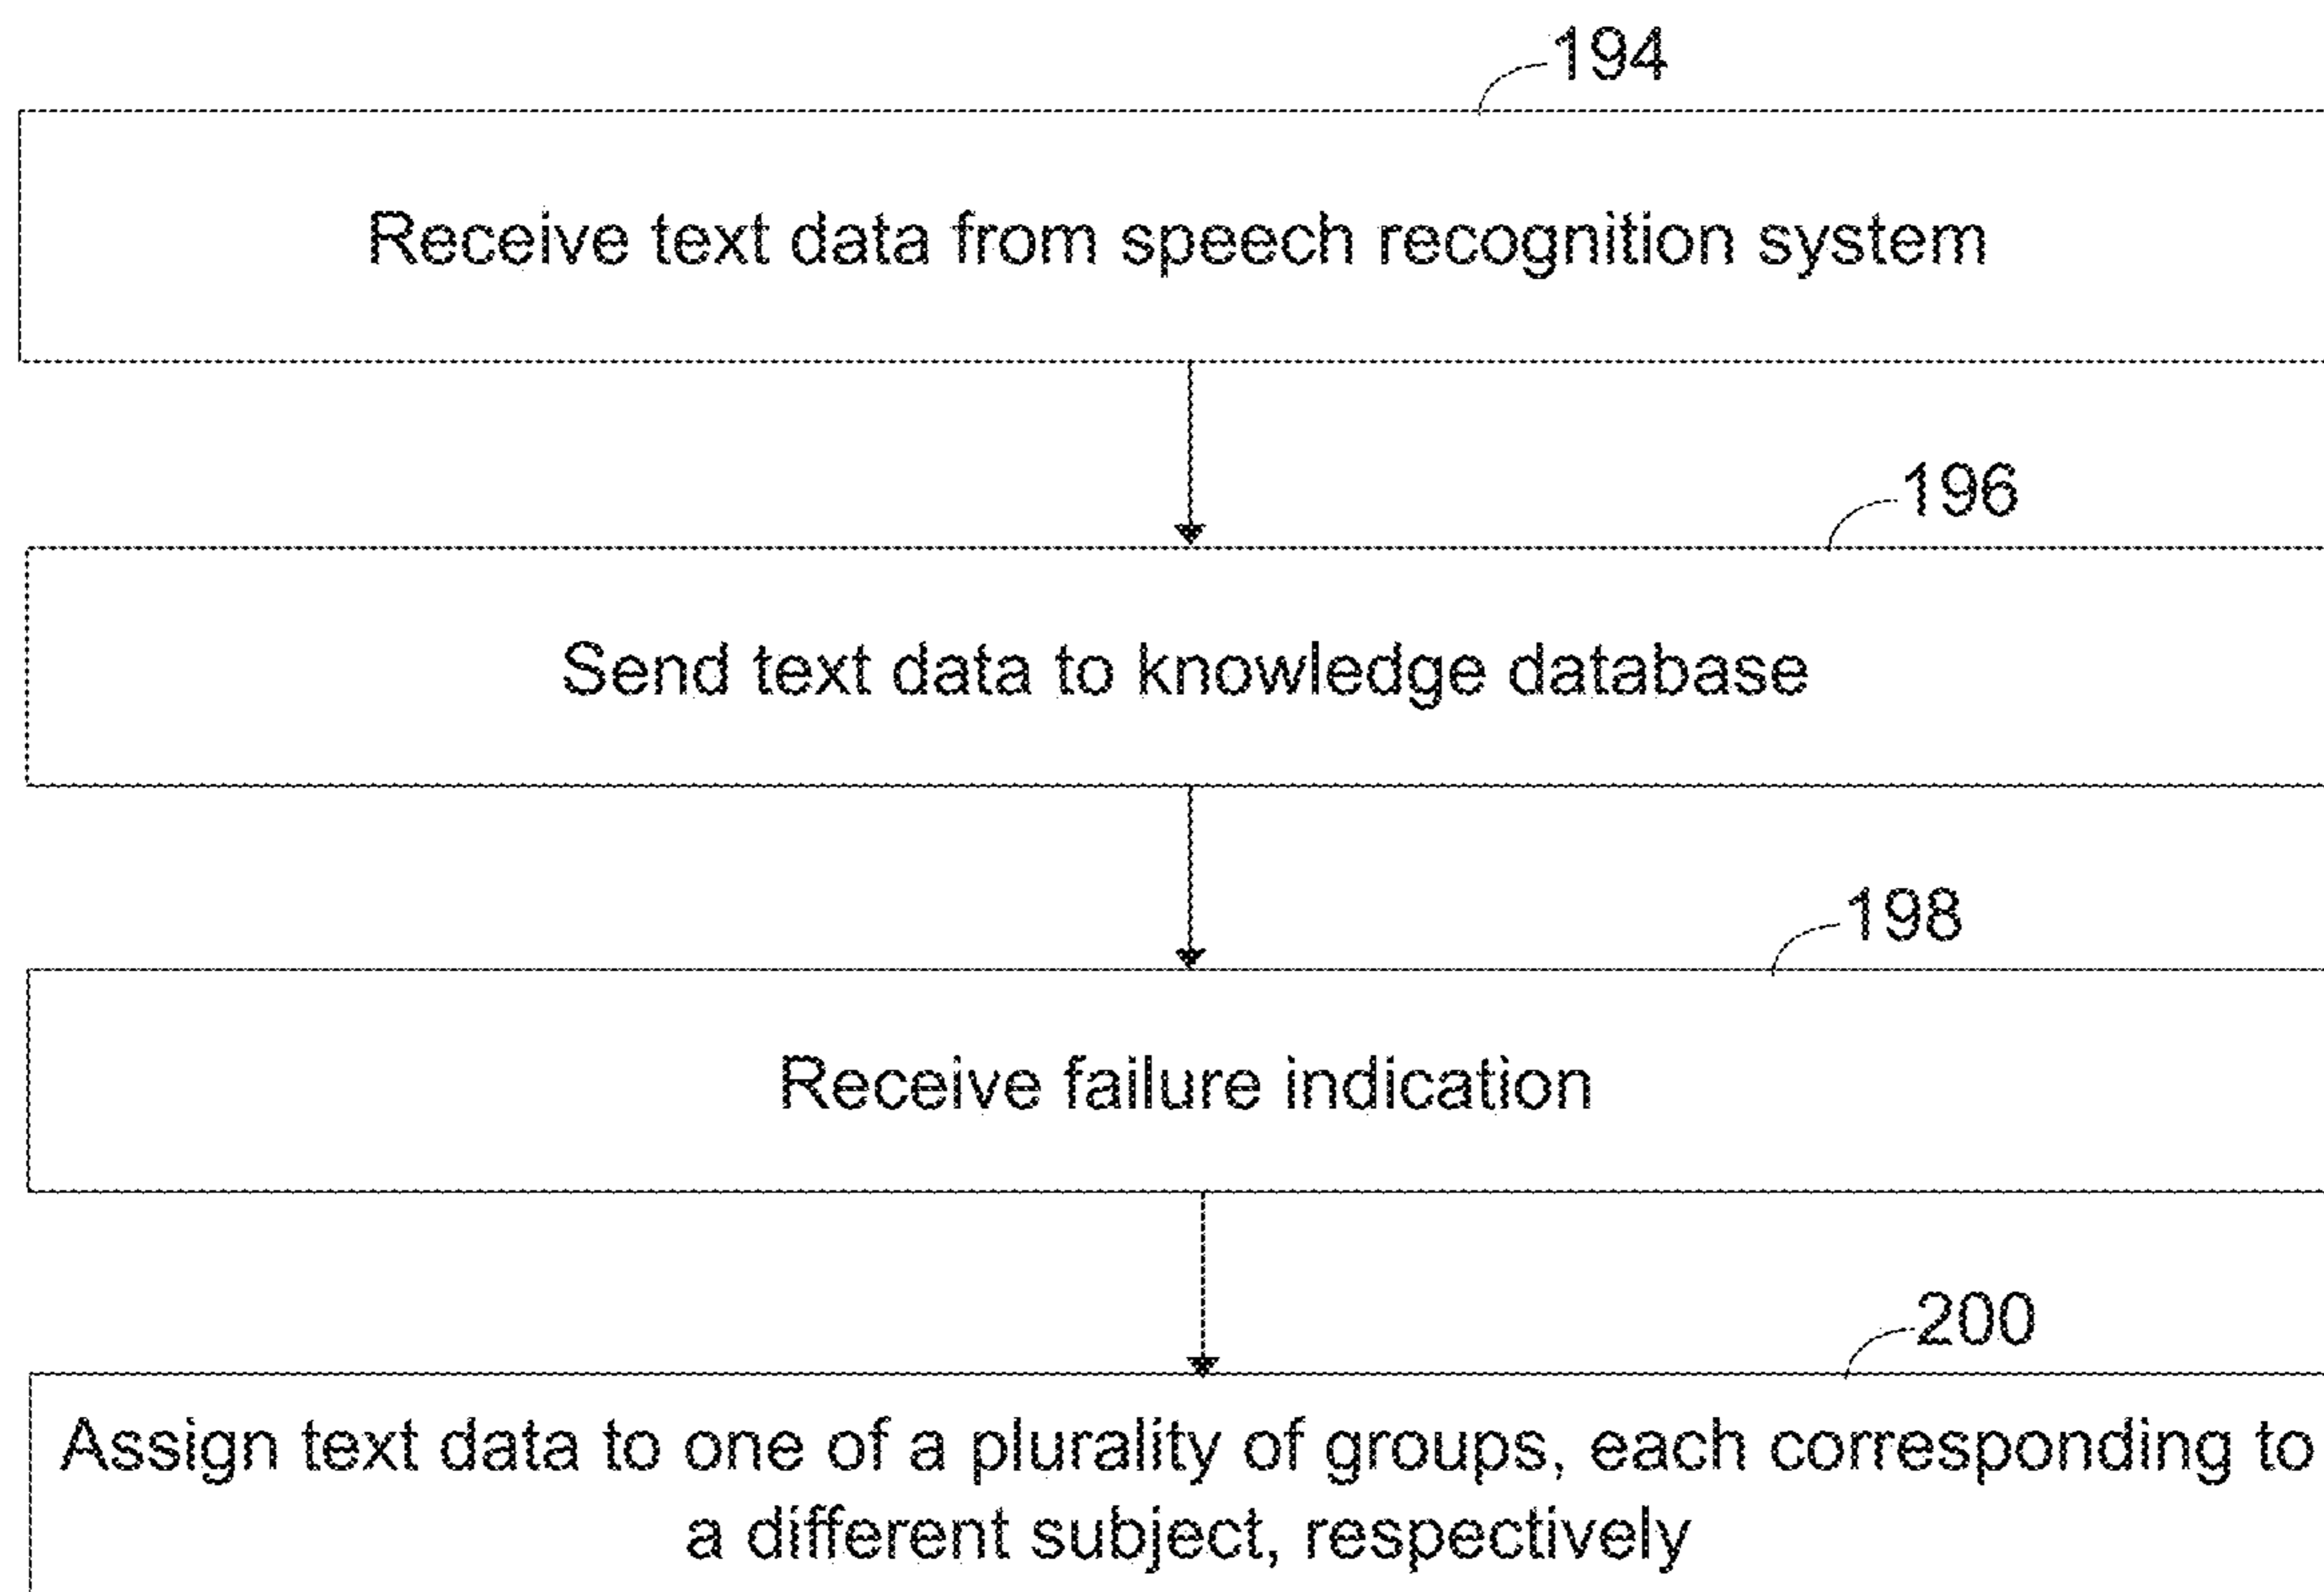 194
Receive text data from speech recognition system
196
Send text data to knowledge database
198
Receive failure indication
200
Assign text data to one of a plurality of groups, each corresponding to
a different subject, respectively